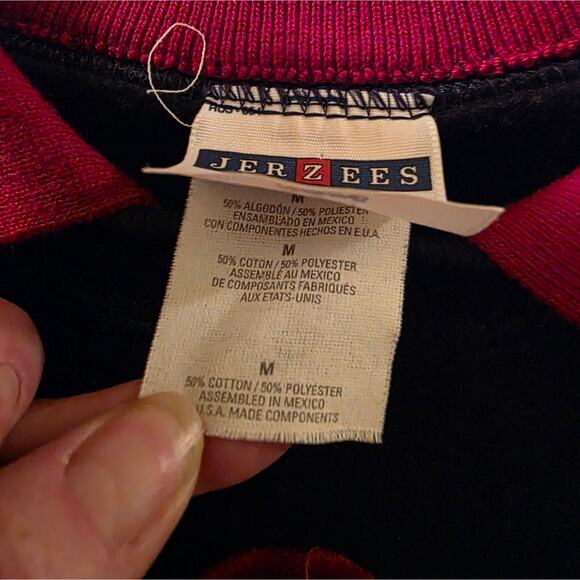 JERZEES
M
50% ALGODÓN / 50% POLIESTER
ENSAMBLADO EN MEXICO
CON COMPONENTES HECHOS EN E.U.A.
M
50% COTON / 50% POLYESTER
ASSEMBLÉ AU MEXICO
DE COMPOSANTS FABRIQUÉS
AUX ETATS-UNIS
M
50% COTTON / 50% POLYESTER
ASSEMBLED IN MEXICO
U.S.A. MADE COMPONENTS